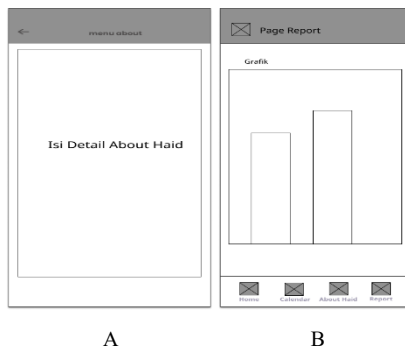 <- menu about
Isi Detail About Haid
A
Page Report
Grafik
Home Calendar About Haid Report
B